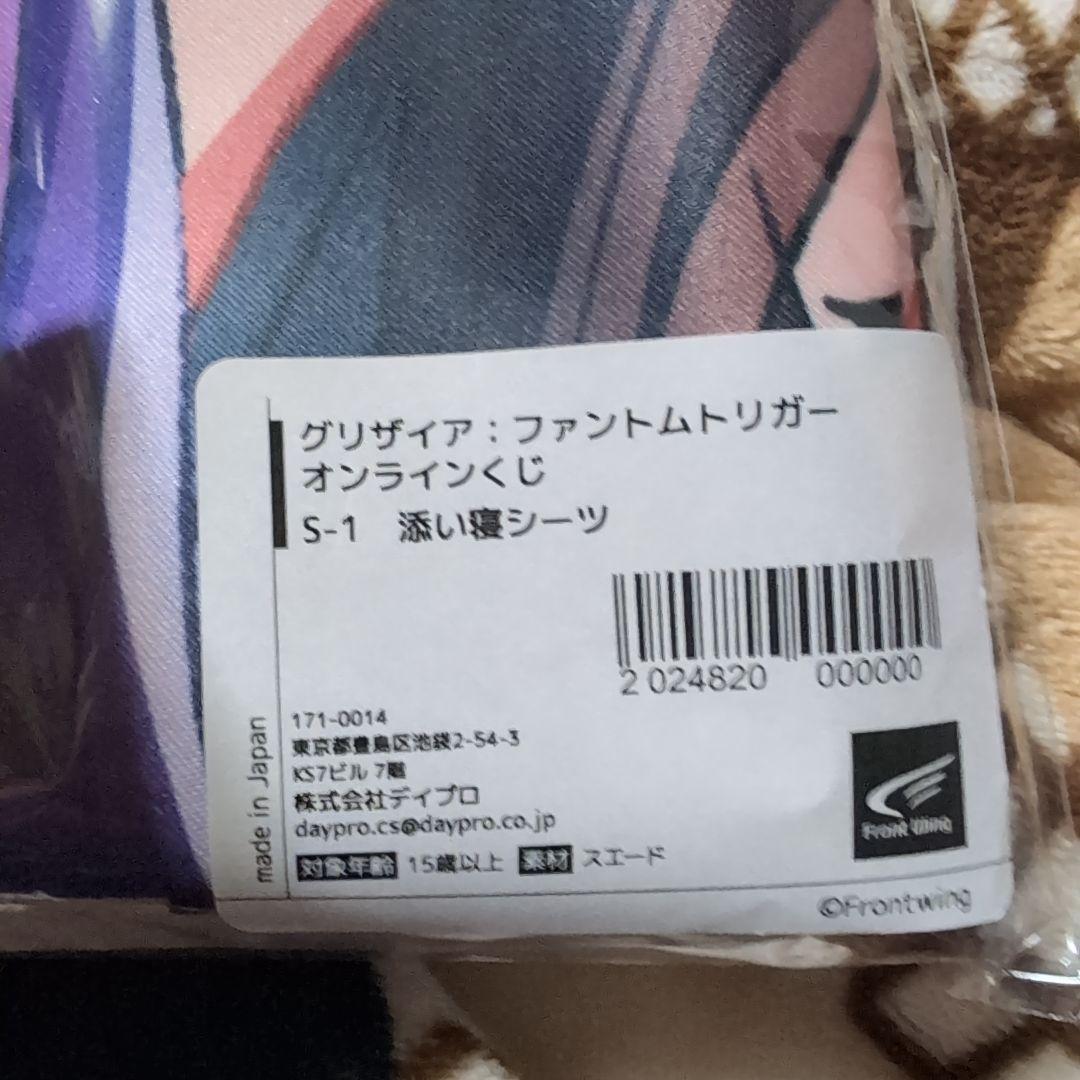 グリザイア：ファントムトリガー
オンラインくじ
S-1　添い寝シーツ
2 024820 000000
171-0014
東京都豊島区池袋2-54-3
KS7ビル 7階
株式会社デイプロ
daypro.cs@daypro.co.jp
対象年齢 15歳以上 素材 スエード
made in Japan
Front Wing
©Frontwing